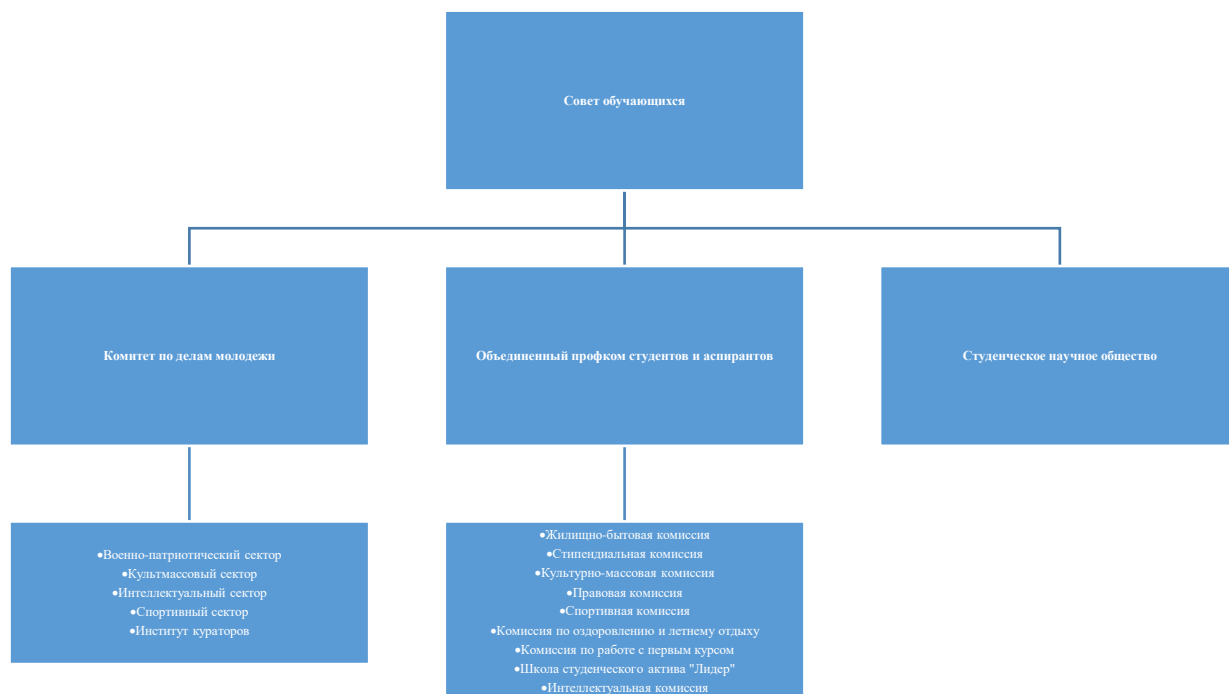 Совет обучающихся
Комитет по делам молодежи
Объединенный профком студентов и аспирантов
Студенческое научное общество
•Военно-патриотический сектор
•Культмассовый сектор
•Интеллектуальный сектор
•Спортивный сектор
•Институт кураторов
•Жилищно-бытовая комиссия
•Стипендиальная комиссия
•Культурно-массовая комиссия
•Правовая комиссия
•Спортивная комиссия
•Комиссия по оздоровлению и летнему отдыху
•Комиссия по работе с первым курсом
•Школа студенческого актива "Лидер"
•Интеллектуальная комиссия